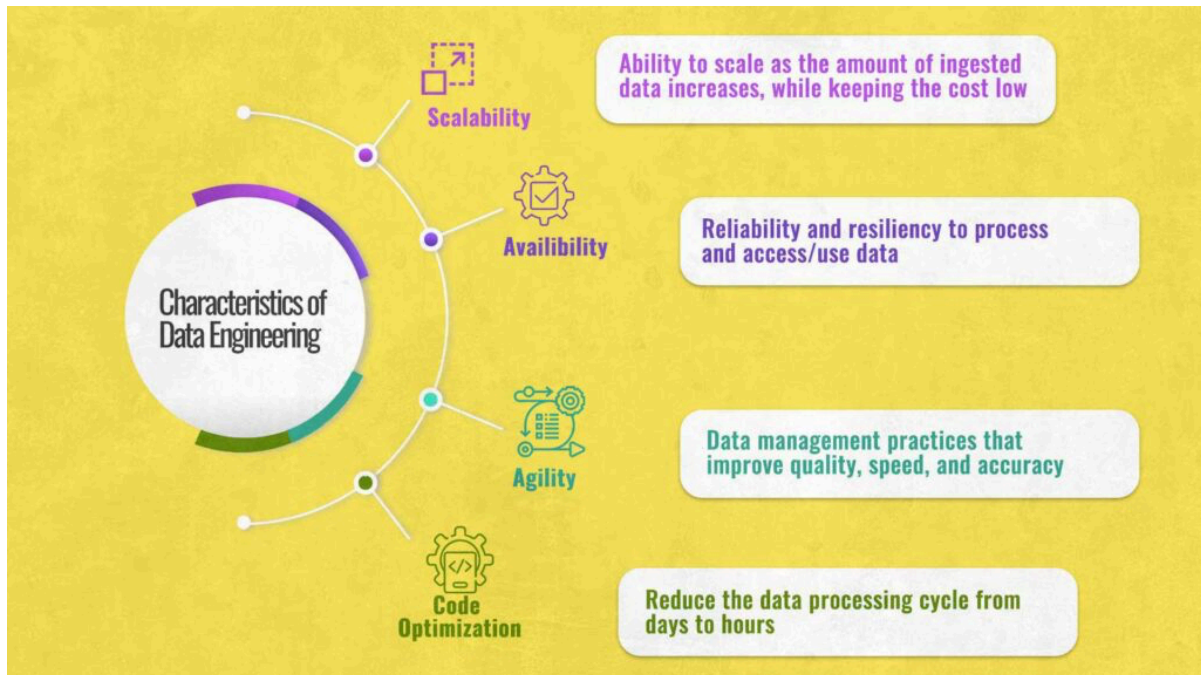 Characteristics of
Data Engineering
Scalability
Ability to scale as the amount of ingested
data increases, while keeping the cost low
Availibility
Reliability and resiliency to process
and access/use data
Agility
Data management practices that
improve quality, speed, and accuracy
Code
Optimization
Reduce the data processing cycle from
days to hours